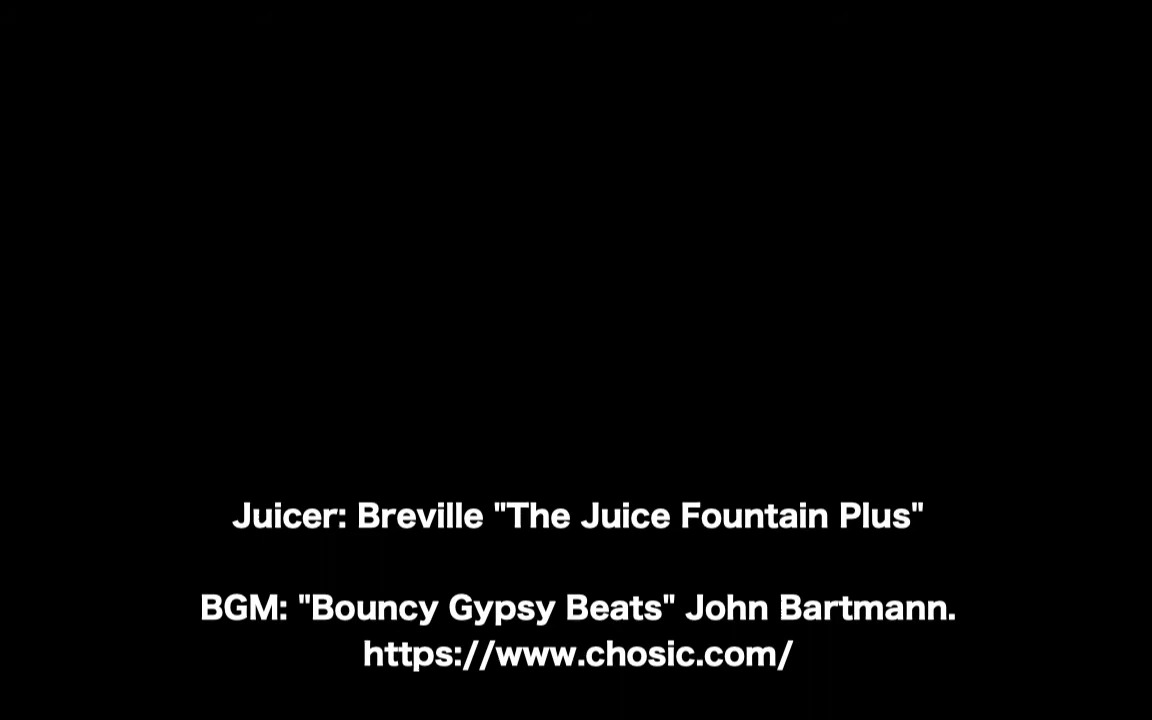 Juicer: Breville "The Juice Fountain Plus"
BGM: "Bouncy Gypsy Beats" John Bartmann.
https://www.chosic.com/